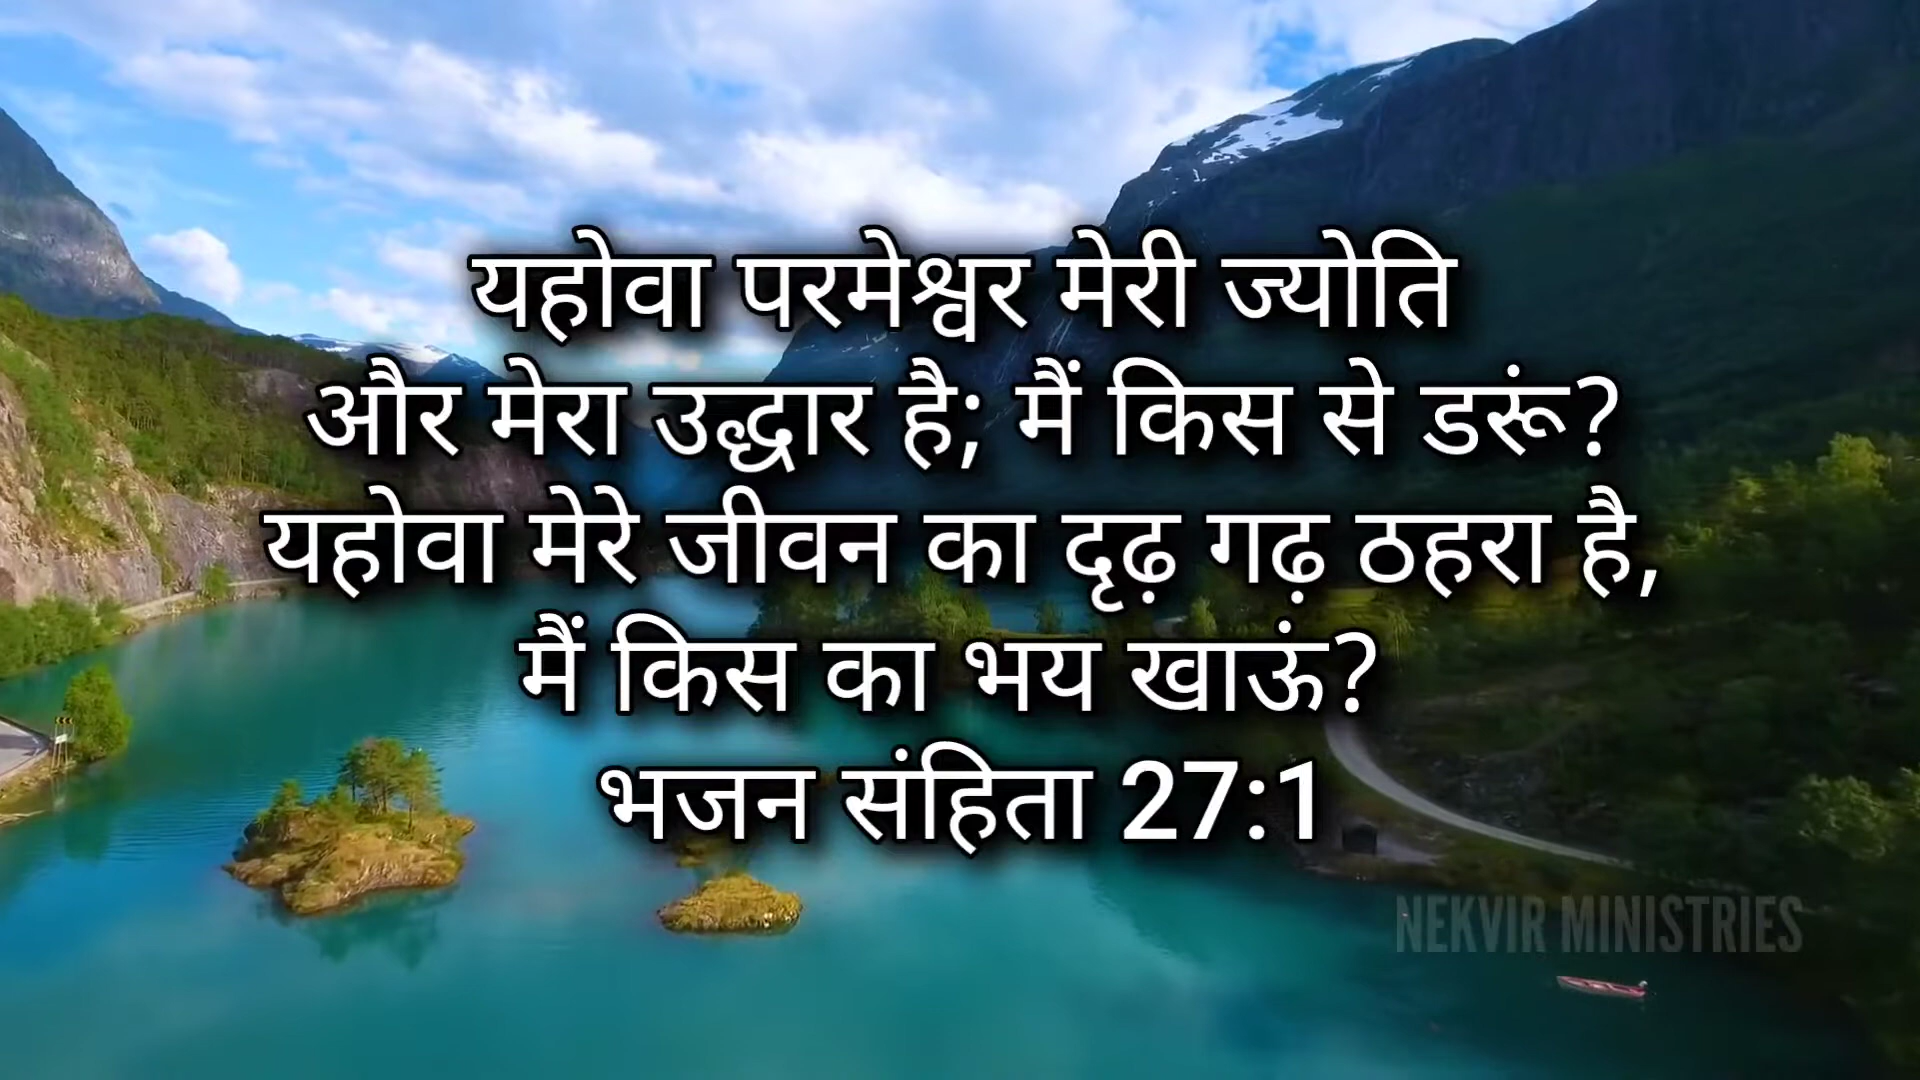 यहोवा परमेश्वर मेरी ज्योति
और मेरा उद्धार है; मैं किस से डरूं?
यहोवा मेरे जीवन का दृढ़ गढ़ ठहरा है,
मैं किस का भय खाऊं?
भजन संहिता 27:1
NEKVIR MINISTRIES